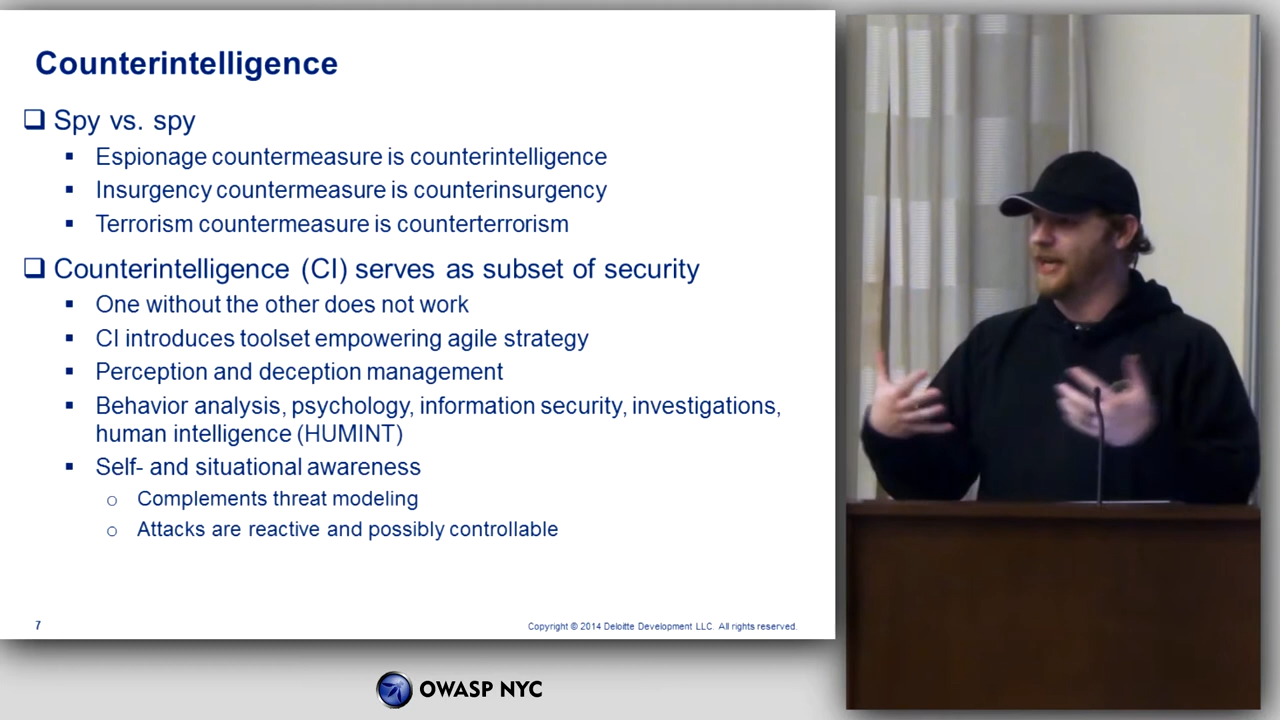 Counterintelligence
Spy vs. spy
Espionage countermeasure is counterintelligence
Insurgency countermeasure is counterinsurgency
Terrorism countermeasure is counterterrorism
Counterintelligence (CI) serves as subset of security
One without the other does not work
CI introduces toolset empowering agile strategy
Perception and deception management
Behavior analysis, psychology, information security, investigations,
human intelligence (HUMINT)
Self- and situational awareness
Complements threat modeling
Attacks are reactive and possibly controllable
7
Copyright © 2014 Deloitte Development LLC. All rights reserved.
OWASP NYC